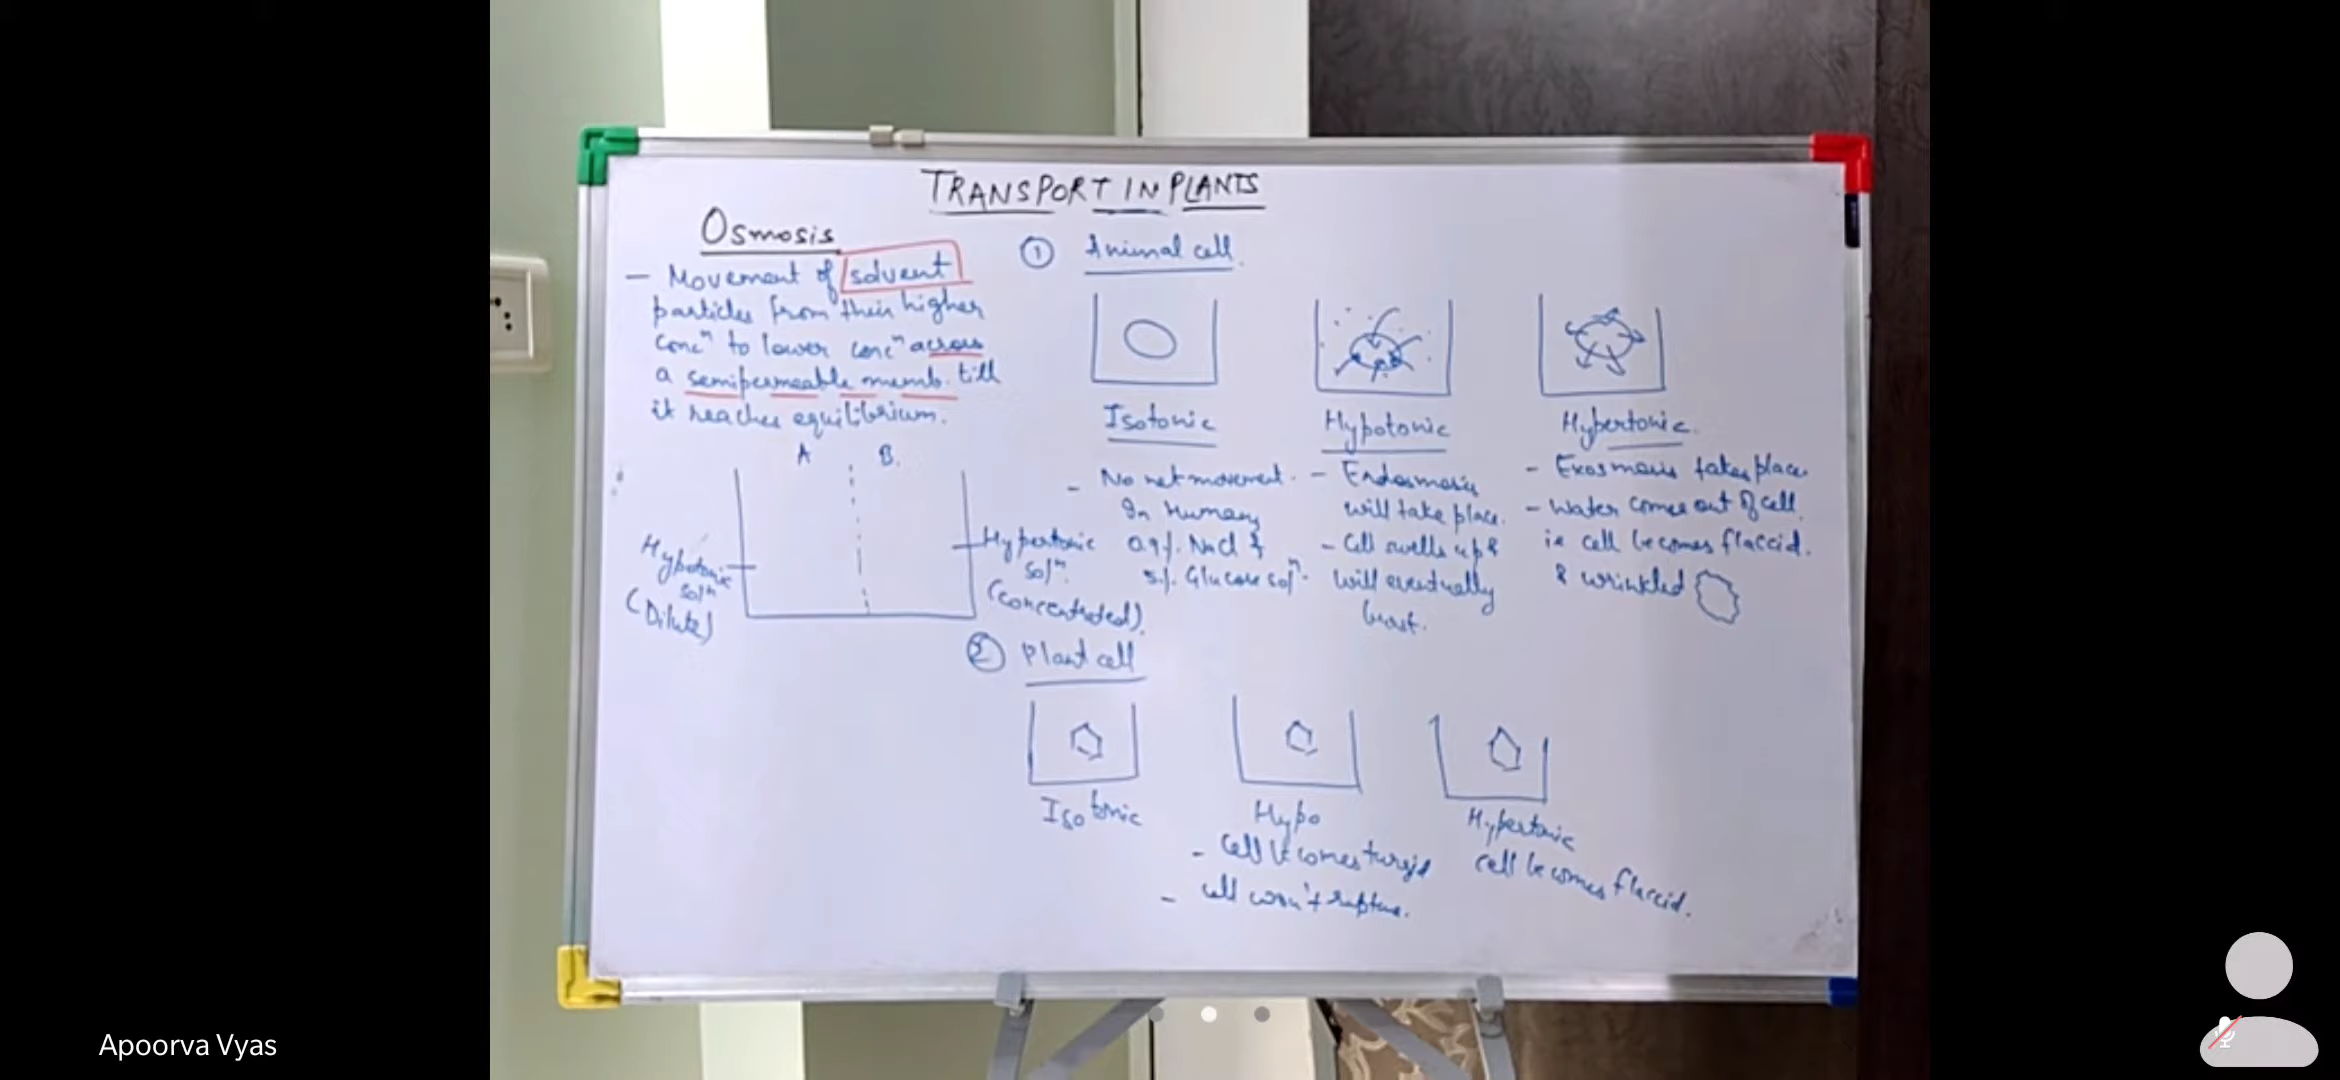 TRANSPORT IN PLANTS
Osmosis
– Movement of solvent
particles from their higher
concⁿ to lower concⁿ across
a semipermeable memb. till
it reaches equilibrium.
A B.
Hypotonic
solⁿ
(Dilute)
Hypertonic
solⁿ
(concentrated).
① Animal cell.
Isotonic
- No net movement.
In Humans
0.9% NaCl &
5% Glucose solⁿ.
Hypotonic
- Endosmosis
will take place.
- Cell swells up &
will eventually
burst.
Hypertonic.
- Exosmosis takes place
- Water comes out of cell.
ie cell becomes flaccid.
& wrinkled
② Plant cell
Isotonic
Hypo
- Cell becomes turgid
- cell won't rupture.
Hypertonic
cell becomes flaccid.
Apoorva Vyas